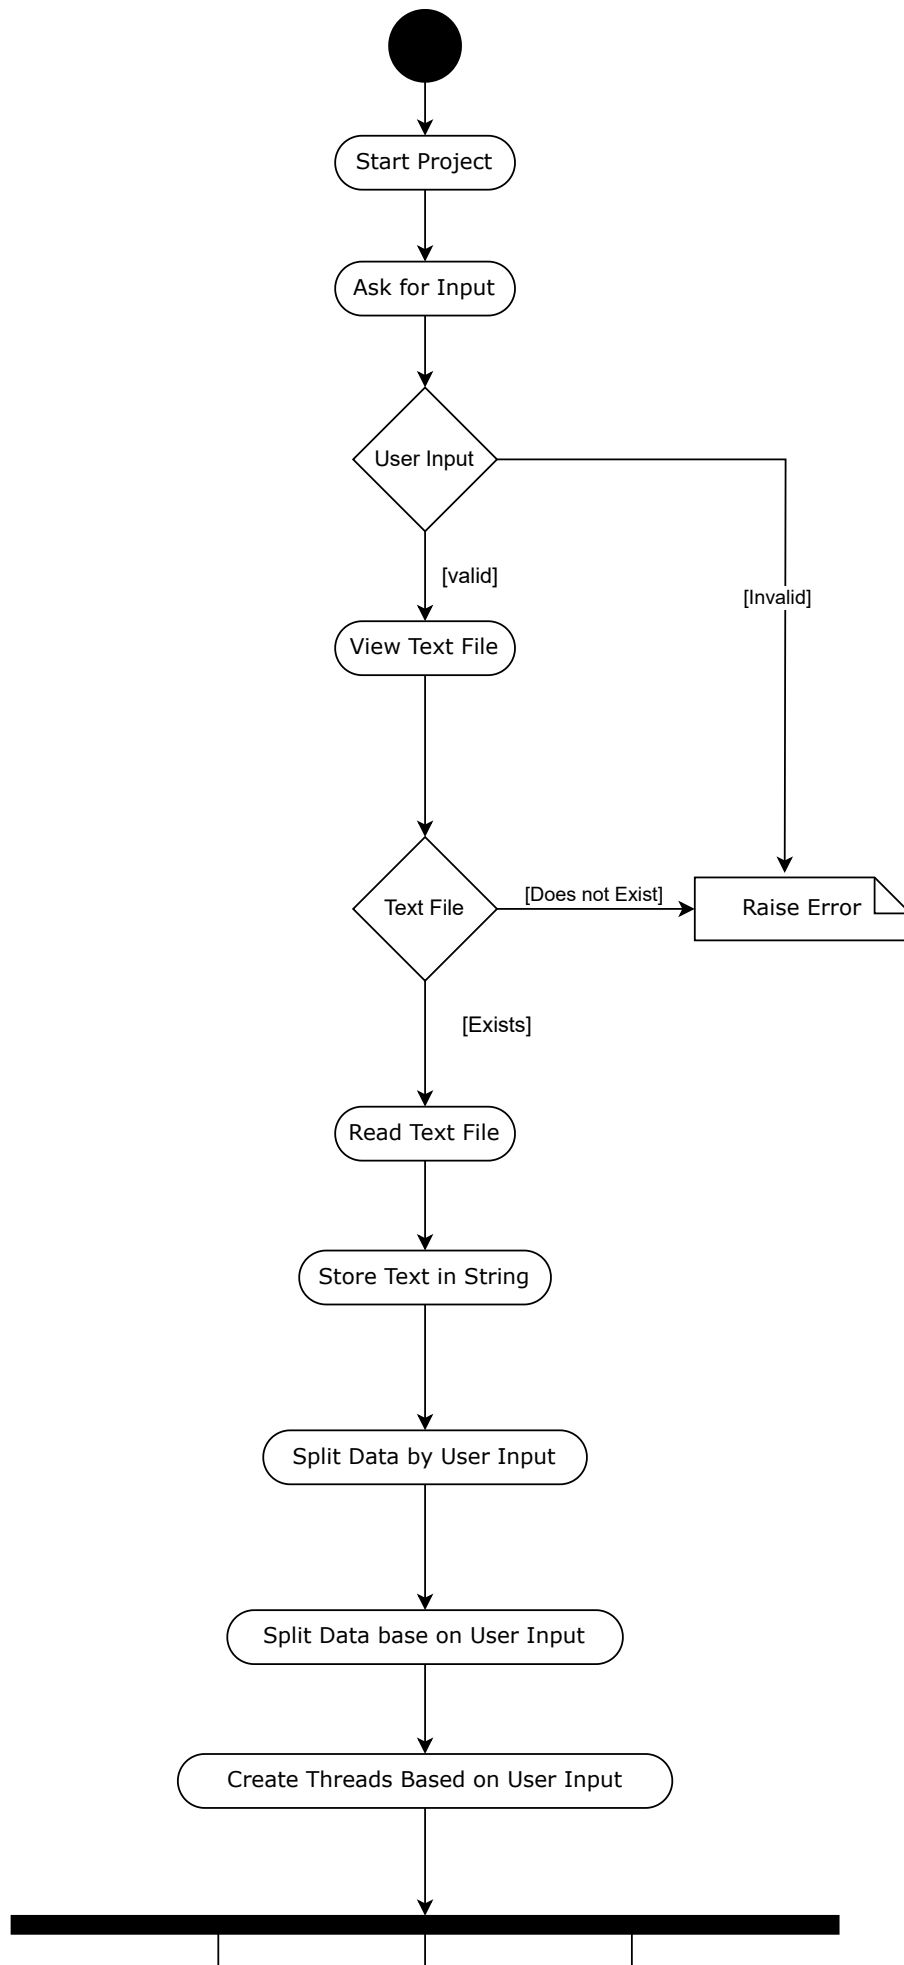 Start Project
Ask for Input
User Input
[valid]
[Invalid]
View Text File
Text File
[Does not Exist]
Raise Error
[Exists]
Read Text File
Store Text in String
Split Data by User Input
Split Data base on User Input
Create Threads Based on User Input